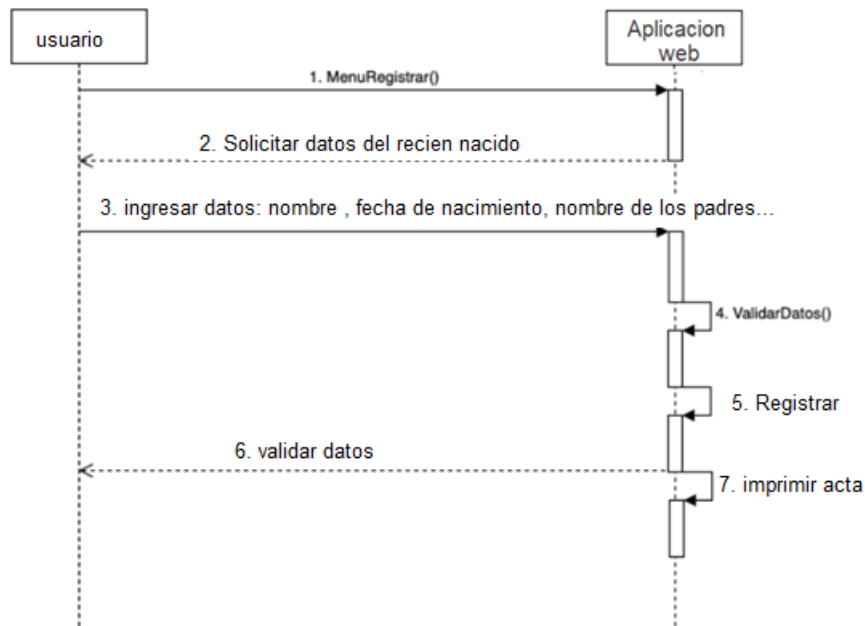 usuario
Aplicacion
web
1. MenuRegistrar()
2. Solicitar datos del recien nacido
3. ingresar datos: nombre , fecha de nacimiento, nombre de los padres...
4. ValidarDatos()
5. Registrar
6. validar datos
7. imprimir acta